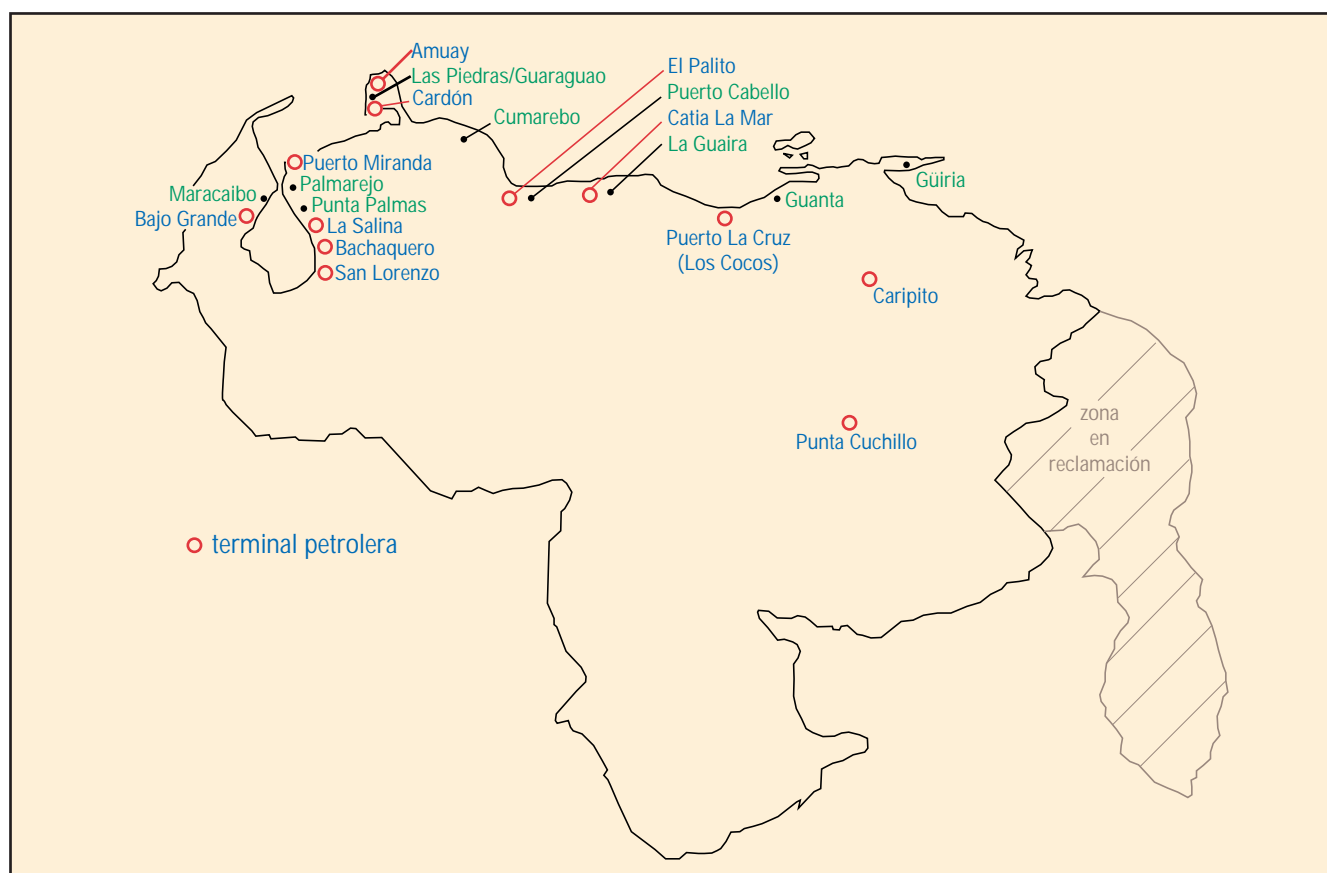 Amuay
Las Piedras/Guaraguao
Cardón
El Palito
Puerto Cabello
Catia La Mar
La Guaira
Cumarebo
Puerto Miranda
Palmarejo
Maracaibo
Punta Palmas
Bajo Grande
La Salina
Bachaquero
San Lorenzo
Güiria
Guanta
Puerto La Cruz
(Los Cocos)
Caripito
Punta Cuchillo
zona
en
reclamación
terminal petrolera